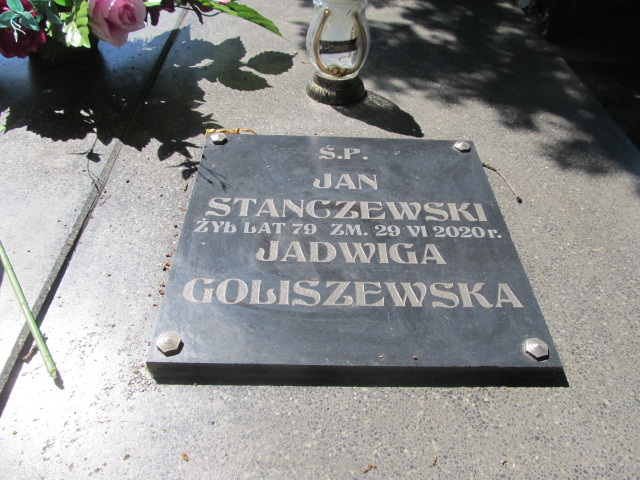 Ś.P.
JAN
STANCZEWSKI
ŻYŁ LAT 79 ZM. 29 VI 2020 r.
JADWIGA
GOLISZEWSKA